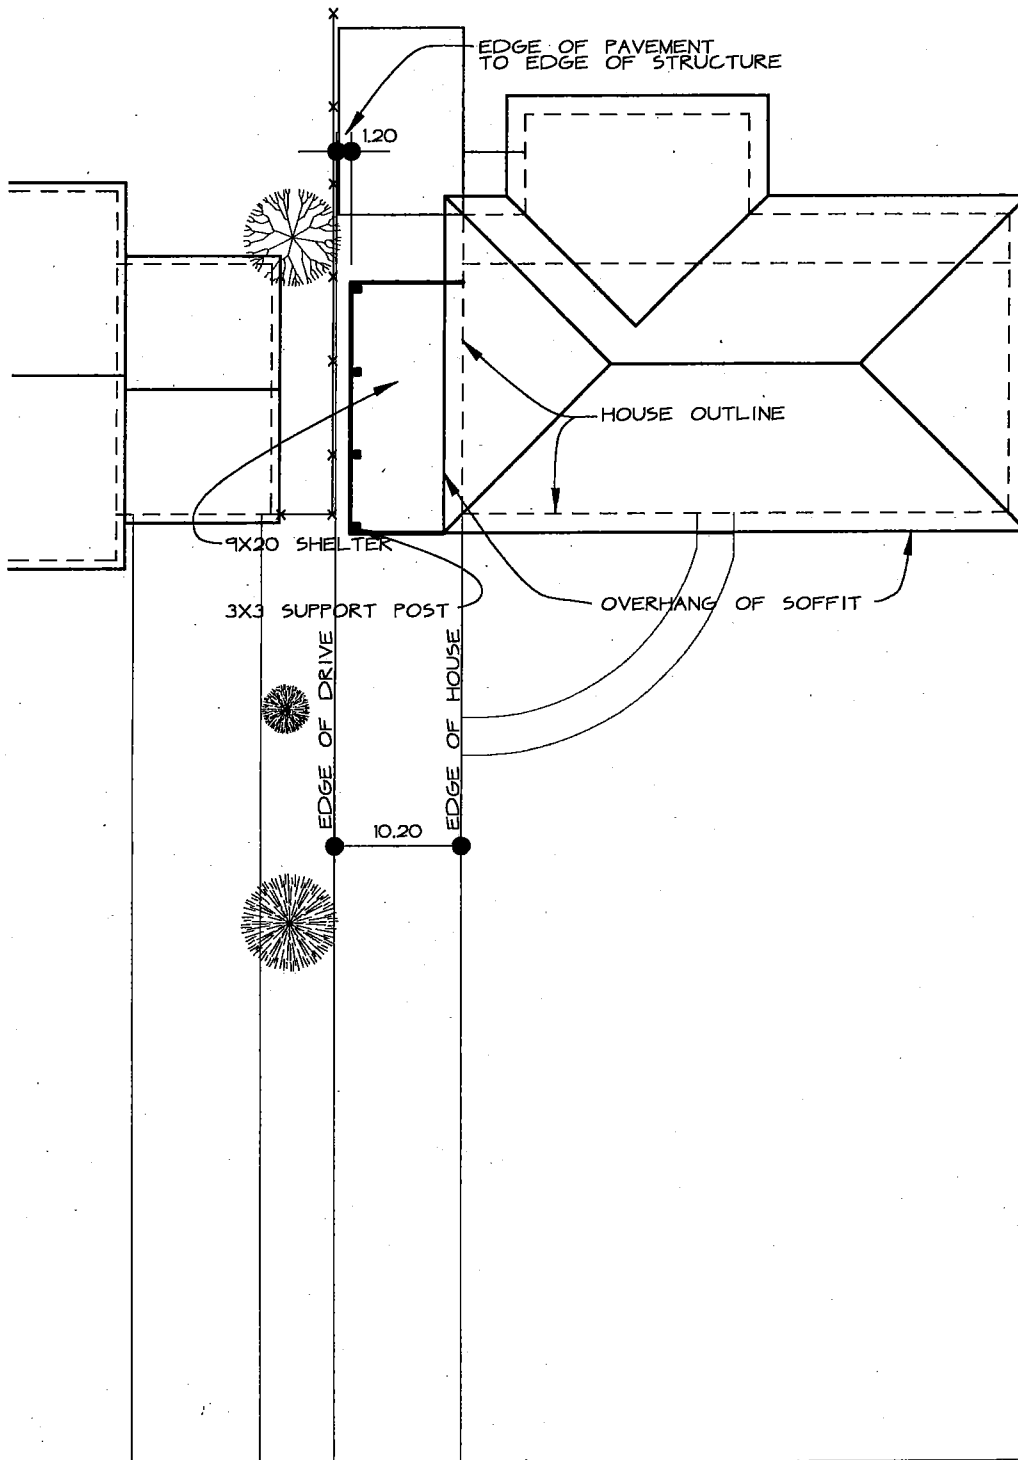 EDGE OF PAVEMENT
TO EDGE OF STRUCTURE
1.20
HOUSE OUTLINE
9X20 SHELTER
3X3 SUPPORT POST
OVERHANG OF SOFFIT
EDGE OF DRIVE
EDGE OF HOUSE
10.20